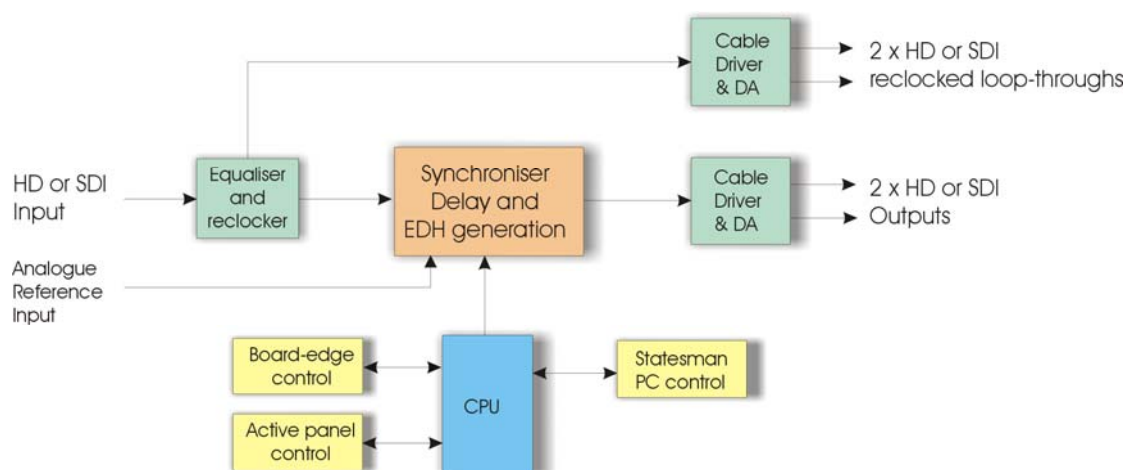 Cable
Driver
& DA
2 x HD or SDI
reclocked loop-throughs
HD or SDI
Input
Equaliser
and
reclocker
Synchroniser
Delay and
EDH generation
Cable
Driver
& DA
2 x HD or SDI
Outputs
Analogue
Reference
Input
Board-edge
control
CPU
Statesman
PC control
Active panel
control